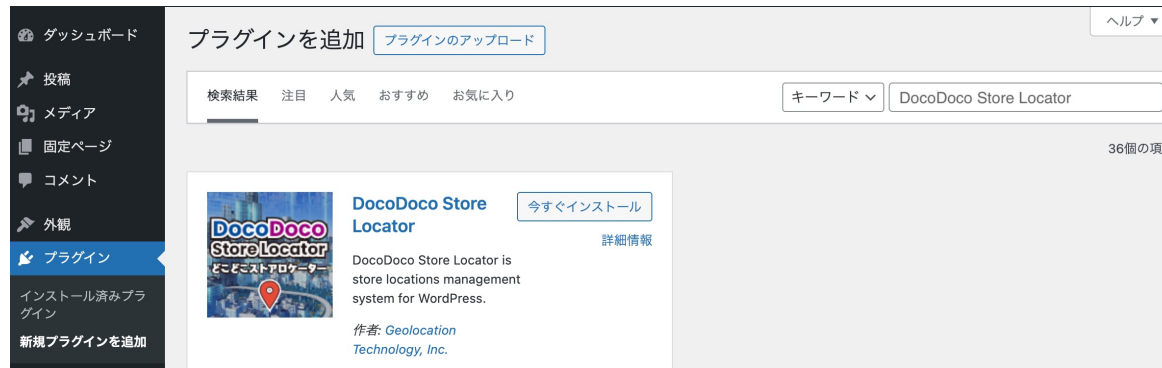 ダッシュボード
投稿
メディア
固定ページ
コメント
外観
プラグイン
インストール済みプラ
グイン
新規プラグインを追加
プラグインを追加 プラグインのアップロード
ヘルプ ▼
検索結果 注目 人気 おすすめ お気に入り
キーワード DocoDoco Store Locator
36個の項
DocoDoco
Store Locator
どこどこストアロケーター
DocoDoco Store
Locator
今すぐインストール
詳細情報
DocoDoco Store Locator is
store locations management
system for WordPress.
作者: Geolocation
Technology, Inc.